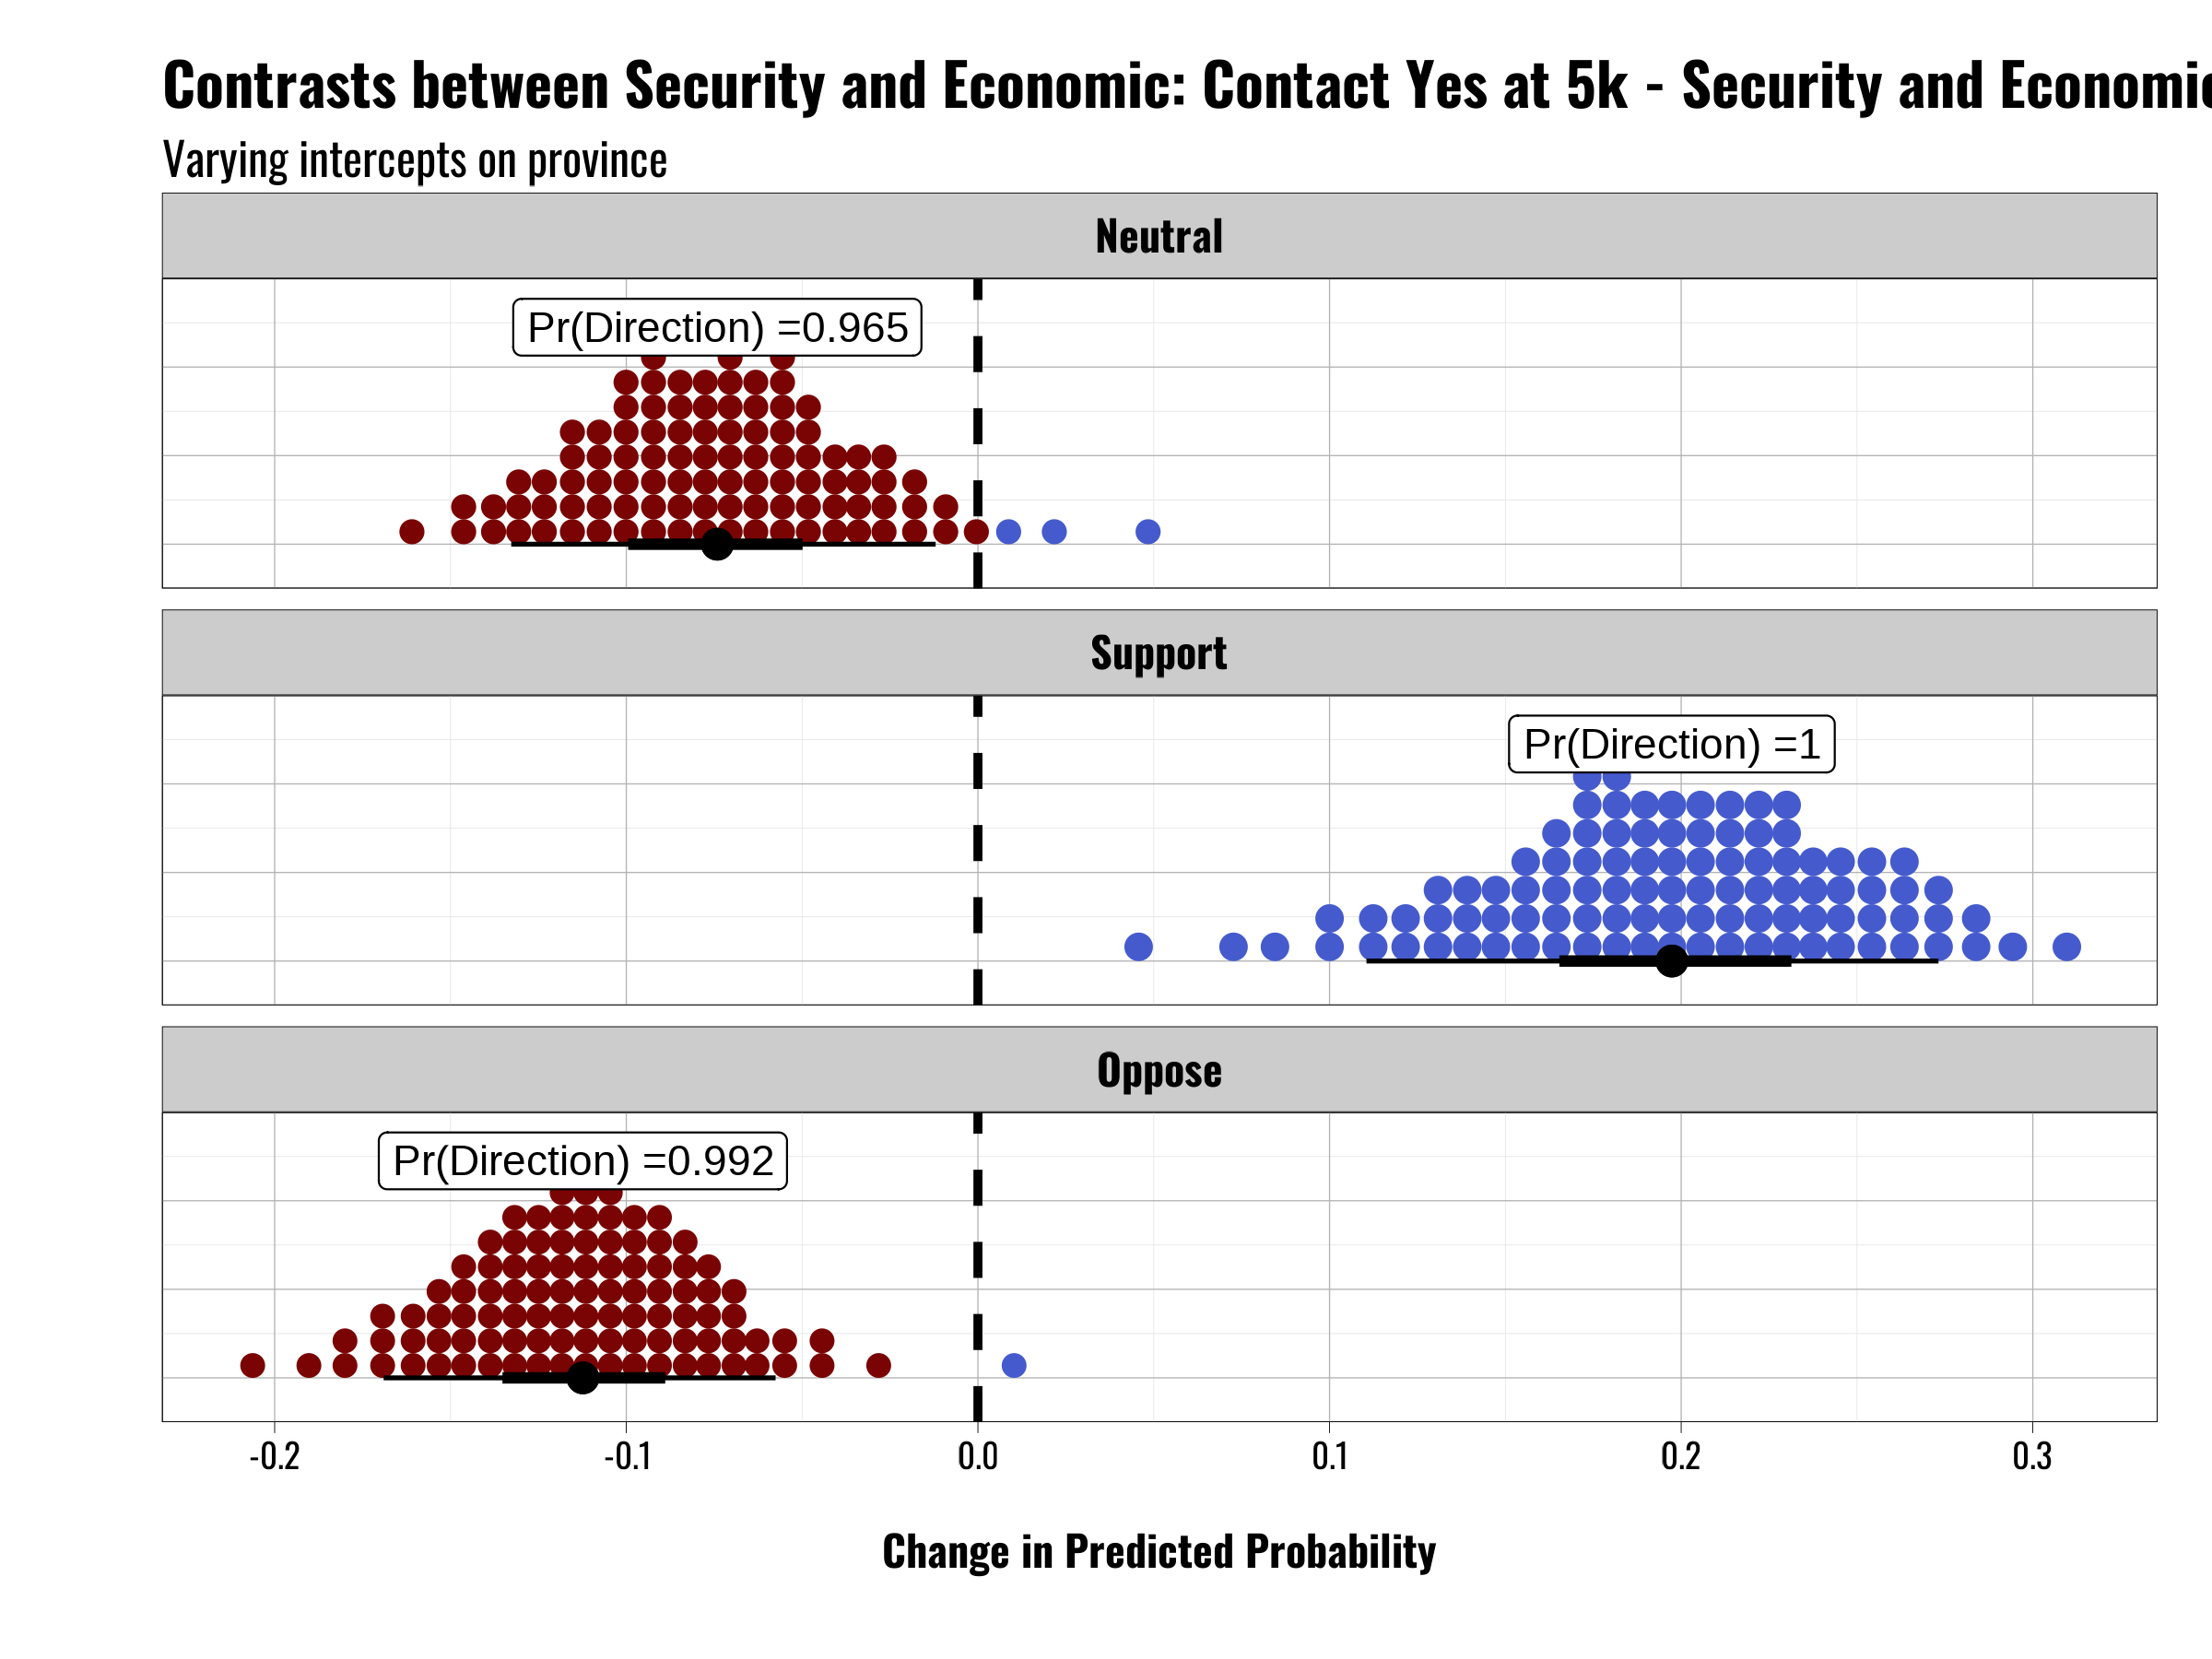 Contrasts between Security and Economic: Contact Yes at 5k - Security and Economic
Varying intercepts on province
Neutral
Pr(Direction) =0.965
Support
Pr(Direction) =1
Oppose
Pr(Direction) =0.992
-0.2 -0.1 0.0 0.1 0.2 0.3
Change in Predicted Probability